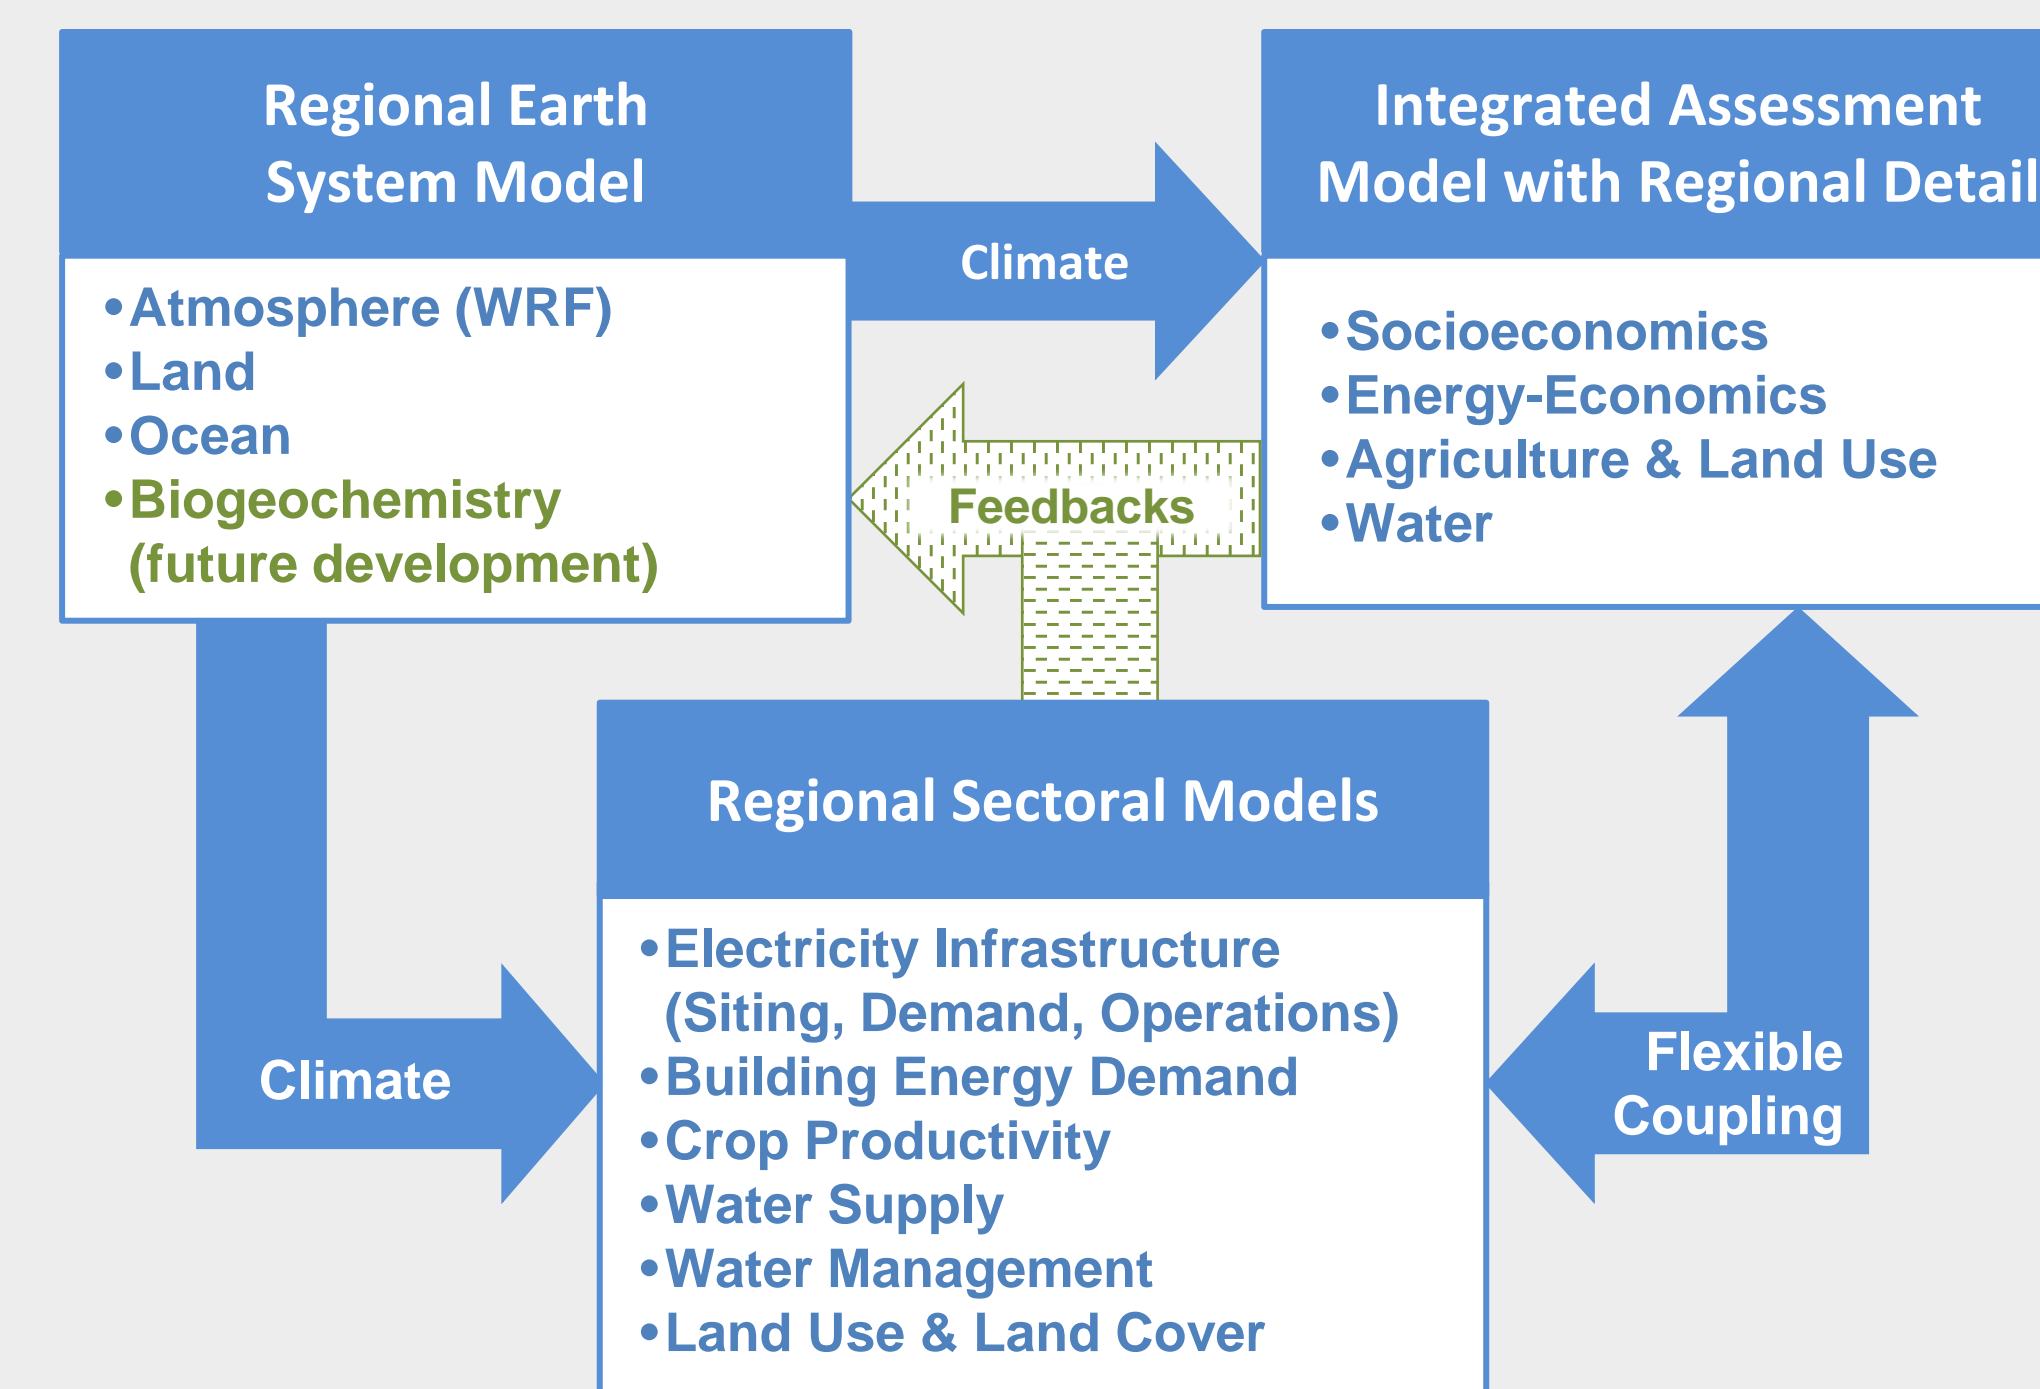 Regional Earth
System Model
•Atmosphere (WRF)
•Land
•Ocean
•Biogeochemistry
(future development)
Climate
Feedbacks
Integrated Assessment
Model with Regional Detail
•Socioeconomics
•Energy-Economics
•Agriculture & Land Use
•Water
Climate
Regional Sectoral Models
•Electricity Infrastructure
(Siting, Demand, Operations)
•Building Energy Demand
•Crop Productivity
•Water Supply
•Water Management
•Land Use & Land Cover
Flexible
Coupling